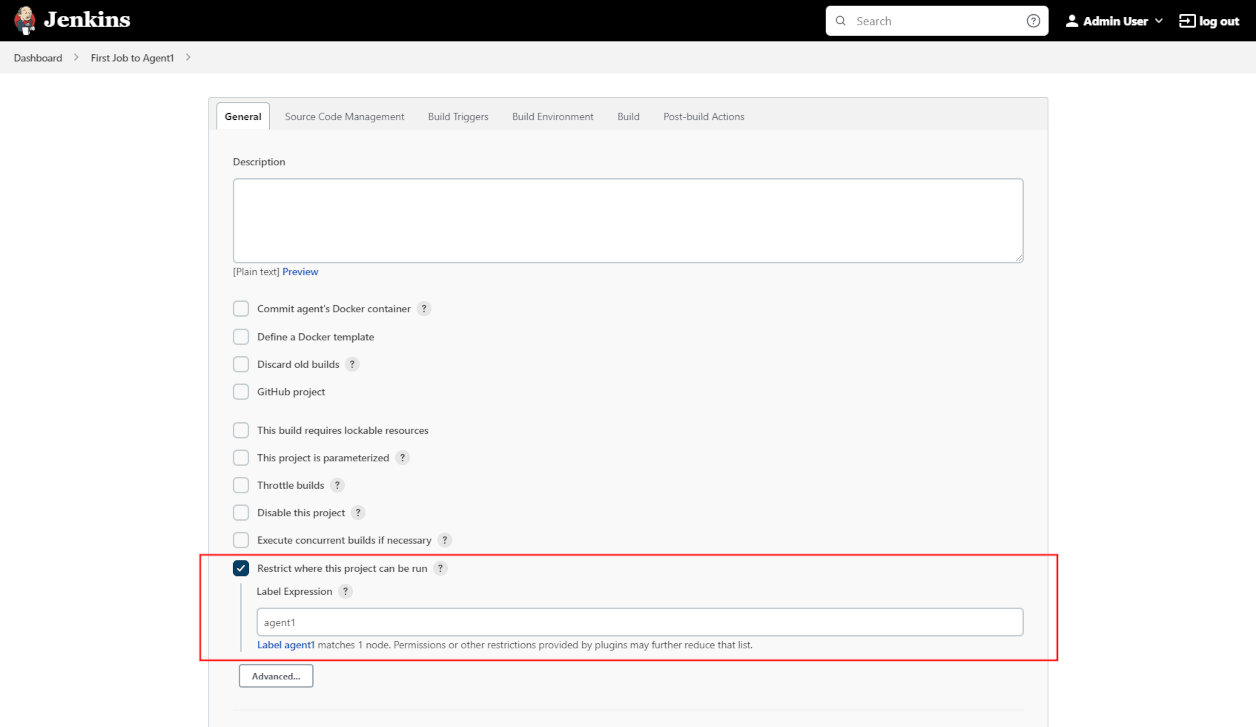 Jenkins
Search
Admin User
log out
Dashboard
First Job to Agent1
General
Source Code Management
Build Triggers
Build Environment
Build
Post-build Actions
Description
[Plain text] Preview
Commit agent's Docker container ?
Define a Docker template
Discard old builds ?
GitHub project
This build requires lockable resources
This project is parameterized ?
Throttle builds ?
Disable this project ?
Execute concurrent builds if necessary ?
Restrict where this project can be run ?
Label Expression ?
agent1
Label agent1 matches 1 node. Permissions or other restrictions provided by plugins may further reduce that list.
Advanced...